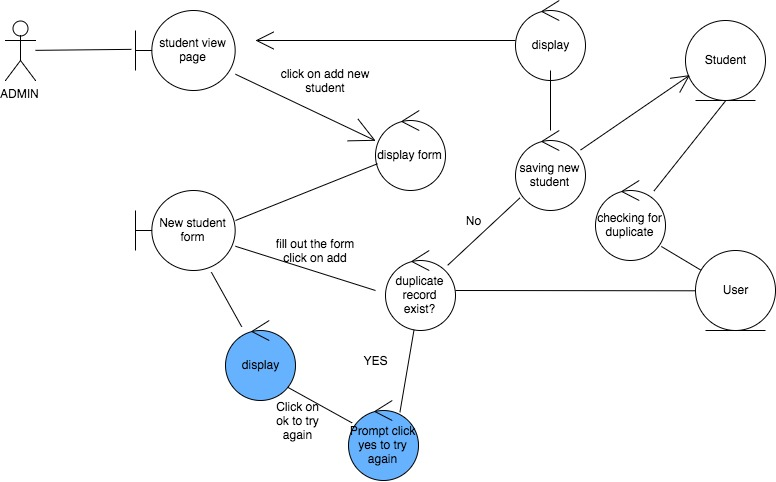 student view
page
display
Student
click on add new
student
ADMIN
display form
saving new
student
No
checking for
duplicate
New student
form
fill out the form
click on add
duplicate
record
exist?
User
YES
display
Click on
ok to try
again
Prompt click
yes to try
again